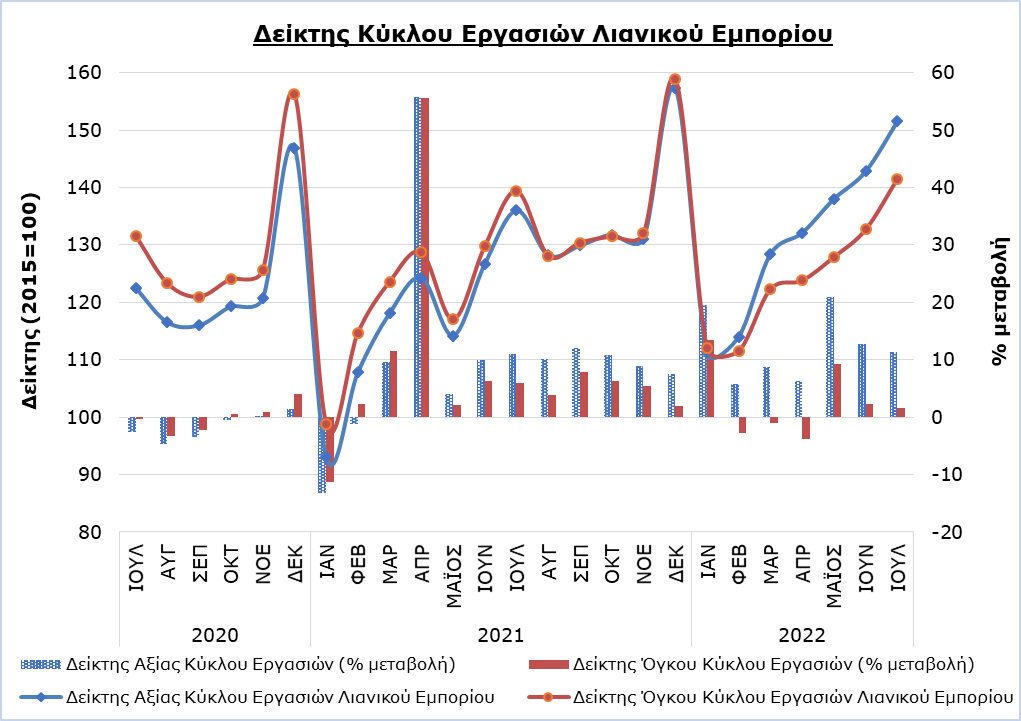 Δείκτης Κύκλου Εργασιών Λιανικού Εμπορίου
160 60
150 50
140 40
130 30
120 20
110 10
100 0
90 -10
80 -20
Δείκτης (2015=100)
% μεταβολή
ΙΟΥΛ ΑΥΓ ΣΕΠ ΟΚΤ ΝΟΕ ΔΕΚ ΙΑΝ ΦΕΒ ΜΑΡ ΑΠΡ ΜΑΪΟΣ ΙΟΥΝ ΙΟΥΛ ΑΥΓ ΣΕΠ ΟΚΤ ΝΟΕ ΔΕΚ ΙΑΝ ΦΕΒ ΜΑΡ ΑΠΡ ΜΑΪΟΣ ΙΟΥΝ ΙΟΥΛ
2020 2021 2022
Δείκτης Αξίας Κύκλου Εργασιών (% μεταβολή) Δείκτης Όγκου Κύκλου Εργασιών (% μεταβολή)
Δείκτης Αξίας Κύκλου Εργασιών Λιανικού Εμπορίου Δείκτης Όγκου Κύκλου Εργασιών Λιανικού Εμπορίου